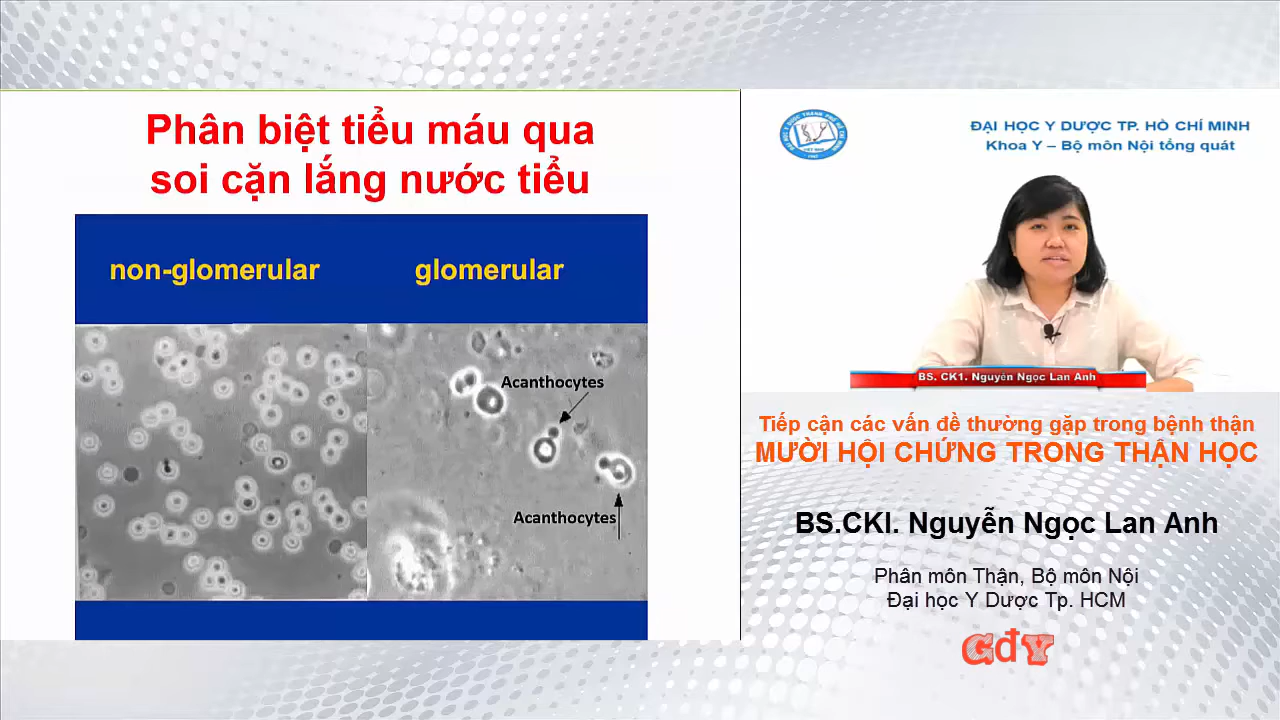 Phân biệt tiểu máu qua
soi cặn lắng nước tiểu
non-glomerular
glomerular
Acanthocytes
Acanthocytes
ĐẠI HỌC Y DƯỢC TP. HỒ CHÍ MINH
Khoa Y – Bộ môn Nội tổng quát
BS. CK1. Nguyễn Ngọc Lan Anh
Tiếp cận các vấn đề thường gặp trong bệnh thận
MƯỜI HỘI CHỨNG TRONG THẬN HỌC
BS.CKI. Nguyễn Ngọc Lan Anh
Phân môn Thận, Bộ môn Nội
Đại học Y Dược Tp. HCM
GđY